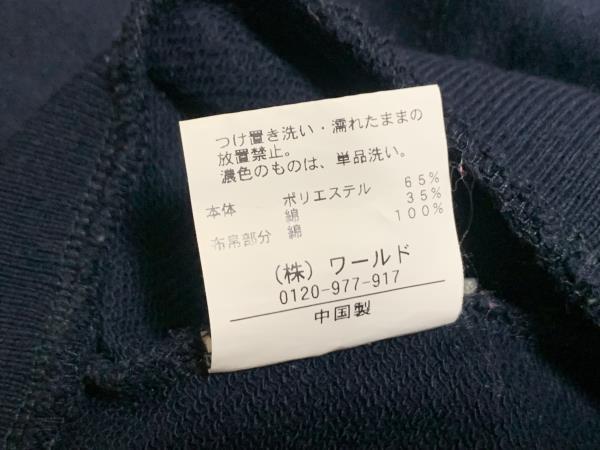 つけ置き洗い・濡れたままの
放置禁止。
濃色のものは、単品洗い。
本体 ポリエステル 65%
綿 35%
布帛部分 綿 100%
（株）ワールド
0120-977-917
中国製